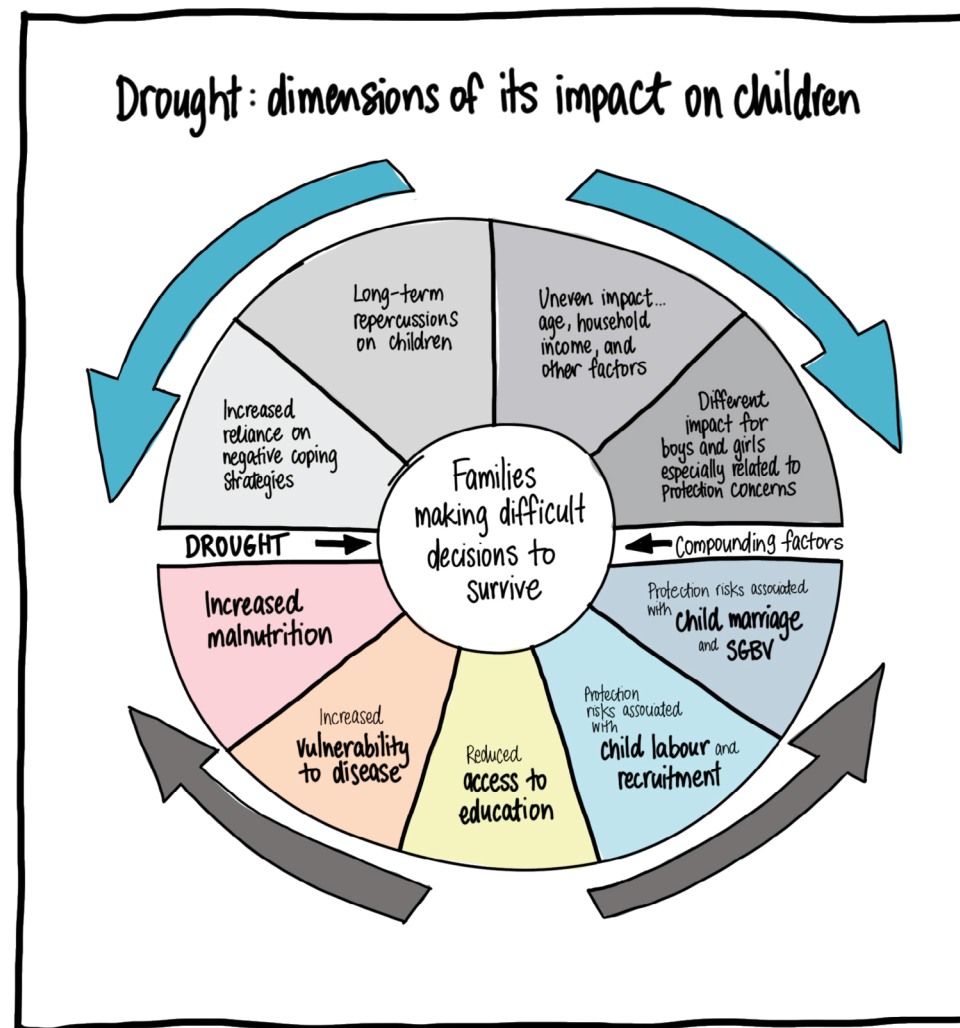 Drought: dimensions of its impact on children
Long-term
repercussions
on children
Uneven impact...
age, household
income, and
other factors
Increased
reliance on
negative coping
strategies
Different
impact for
boys and girls
especially related to
protection concerns
Families
making difficult
decisions to
survive
DROUGHT
Compounding factors
Increased
malnutrition
Increased
vulnerability
to disease
Reduced
access to
education
Protection
risks associated
with
child labour and
recruitment
Protection risks associated
with child marriage
and SGBV